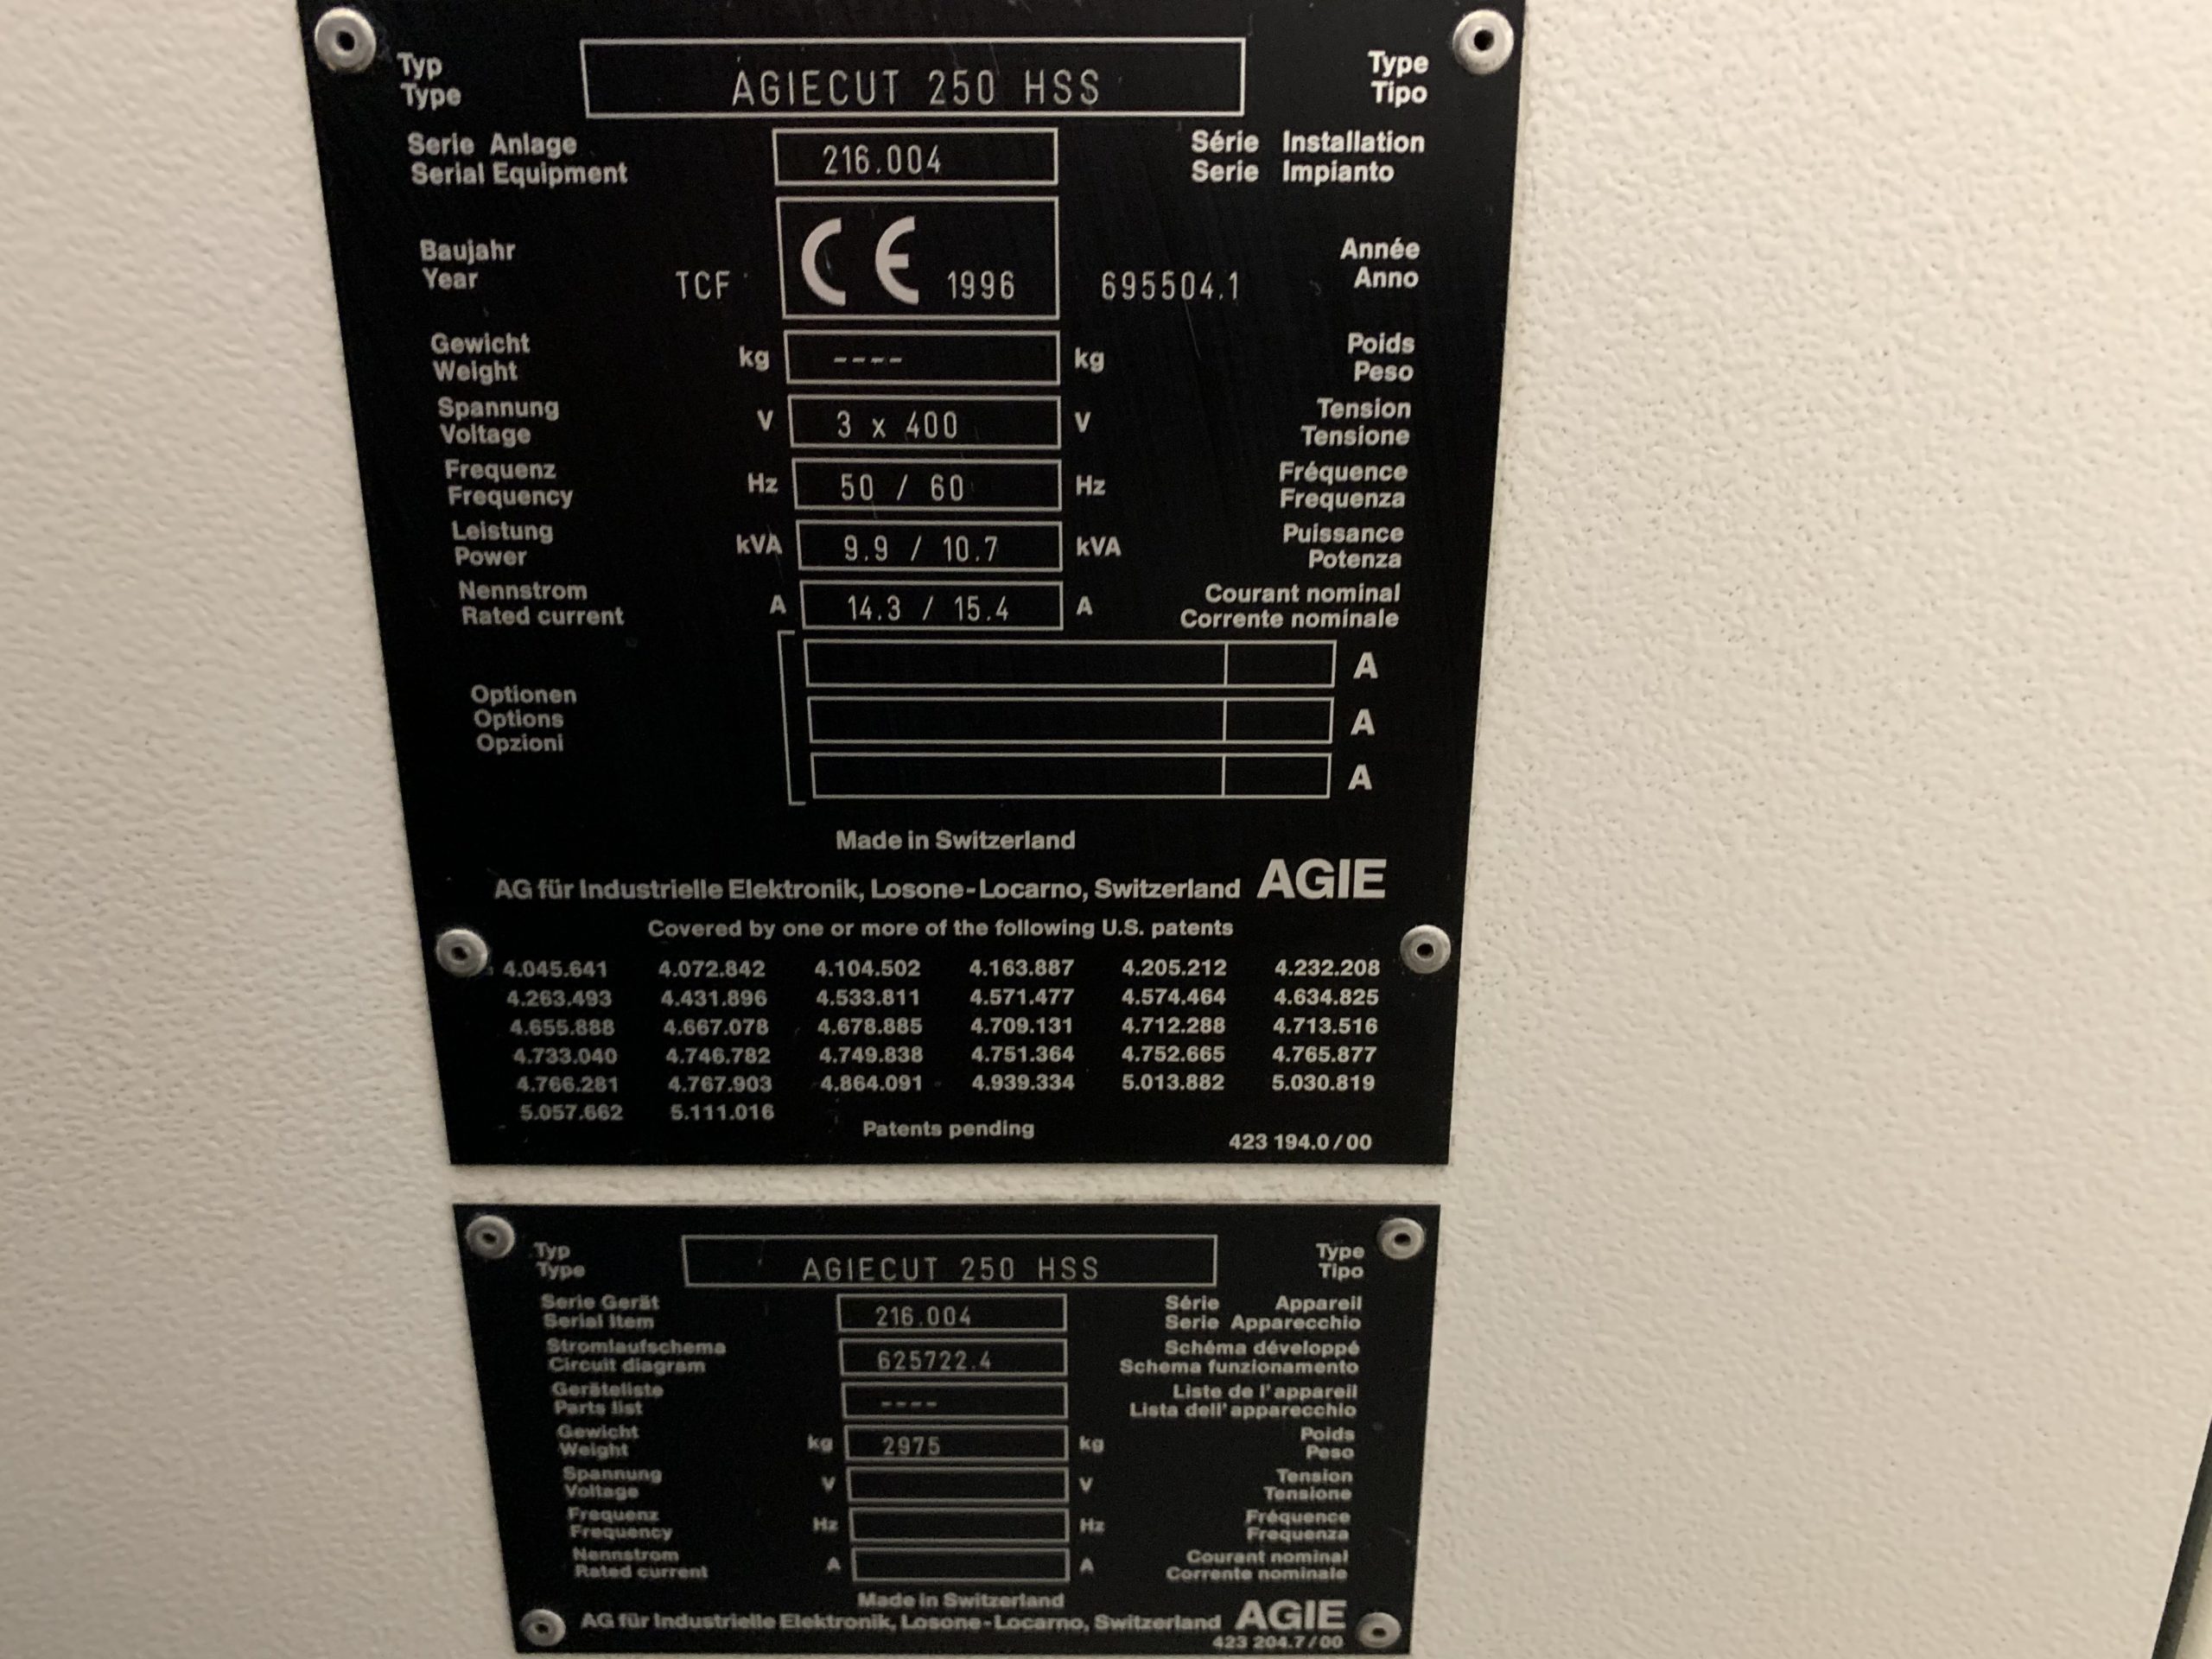 Typ AGIECUT 250 HSS Type
Type Tipo
Serie Anlage 216.004 Série Installation
Serial Equipment Serie Impianto
Baujahr CE Année
Year TCF 1996 695504.1 Anno
Gewicht kg ---- kg Poids
Weight Peso
Spannung V 3 x 400 V Tension
Voltage Tensione
Frequenz Hz 50 / 60 Hz Fréquence
Frequency Frequenza
Leistung kVA 9.9 / 10.7 kVA Puissance
Power Potenza
Nennstrom A 14.3 / 15.4 A Courant nominal
Rated current Corrente nominale
A
Optionen
Options A
Opzioni
A
Made in Switzerland
AG für Industrielle Elektronik, Losone-Locarno, Switzerland AGIE
Covered by one or more of the following U.S. patents
4.045.641 4.072.842 4.104.502 4.163.887 4.205.212 4.232.208
4.263.493 4.431.896 4.533.811 4.571.477 4.574.464 4.634.825
4.655.888 4.667.078 4.678.885 4.709.131 4.712.288 4.713.516
4.733.040 4.746.782 4.749.838 4.751.364 4.752.665 4.765.877
4.766.281 4.767.903 4.864.091 4.939.334 5.013.882 5.030.819
5.057.662 5.111.016
Patents pending
423 194.0/00
Typ AGIECUT 250 HSS Type
Type Tipo
Serie Gerät 216.004 Série Appareil
Serial Item Serie Apparecchio
Stromlaufschema 625722.4 Schéma développé
Circuit diagram Schema funzionamento
Geräteliste ---- Liste de l'appareil
Parts list Lista dell'apparecchio
Gewicht kg 2975 kg Poids
Weight Peso
Spannung V V Tension
Voltage Tensione
Frequenz Hz Hz Fréquence
Frequency Frequenza
Nennstrom A A Courant nominal
Rated current Corrente nominale
Made in Switzerland
AG für Industrielle Elektronik, Losone-Locarno, Switzerland AGIE
423 204.7/00